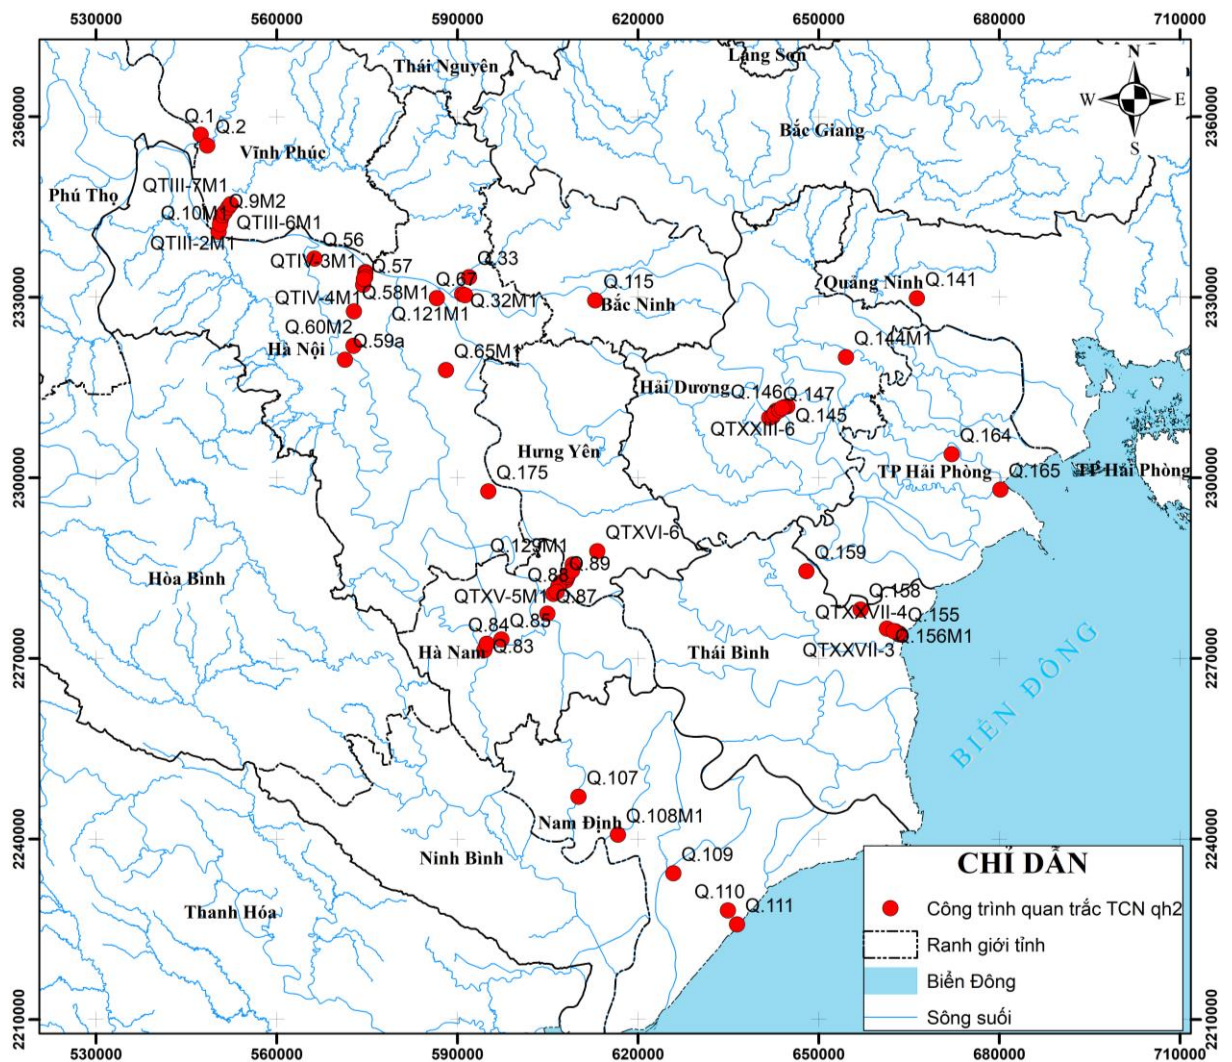 530000 560000 590000 620000 650000 680000 710000
Thái Nguyên
Lạng Sơn
N
W E
S
2360000
2360000
Q.1
Q.2
Bắc Giang
Vĩnh Phúc
Phú Thọ
QTIII-7M1
Q.9M2
Q.10M1
QTIII-6M1
QTIII-2M1
Q.56
QTIV-3M1
Q.57
Q.33
Q.67
Q.115
Quảng Ninh
Q.141
2330000
2330000
QTIV-4M1
Q.58M1
Q.32M1
Bắc Ninh
Q.121M1
Q.60M2
Q.59a
Hà Nội
Q.65M1
Q.144M1
Hải Dương
Q.146
Q.147
Q.145
QTXXIII-6
Hưng Yên
Q.164
Q.175
TP Hải Phòng
Q.165
TP Hải Phòng
2300000
2300000
Q.129M1
QTXVI-6
Q.89
Q.88
Q.159
Hòa Bình
QTXV-5M1
Q.87
Q.158
QTXXVII-4
Q.155
Q.84
Q.85
Q.156M1
Q.83
Hà Nam
Thái Bình
QTXXVII-3
2270000
2270000
BIỂN ĐÔNG
Q.107
Q.108M1
Nam Định
2240000
2240000
Ninh Bình
Q.109
Q.110
Q.111
Thanh Hóa
CHỈ DẪN
Công trình quan trắc TCN qh2
Ranh giới tỉnh
Biển Đông
Sông suối
2210000
2210000
530000 560000 590000 620000 650000 680000 710000